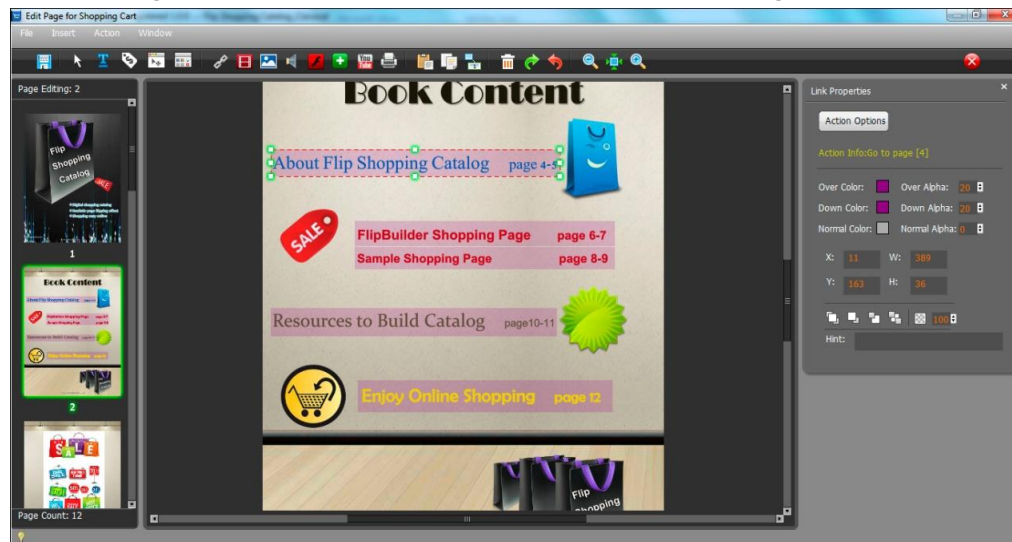 Edit Page for Shopping Cart
File Insert Action Window
You Tube
Page Editing: 2
Flip
Shopping
Catalog
SALE
1
Book Content
2
SALE
Page Count: 12
Book Content
About Flip Shopping Catalog page 4-5
SALE
FlipBuilder Shopping Page page 6-7
Sample Shopping Page page 8-9
Resources to Build Catalog page10-11
Enjoy Online Shopping page 12
Flip
Shopping
Link Properties
Action Options
Action Info:Go to page [4]
Over Color: Over Alpha: 20
Down Color: Down Alpha: 20
Normal Color: Normal Alpha: 0
X: 11 W: 389
Y: 163 H: 36
100
Hint: